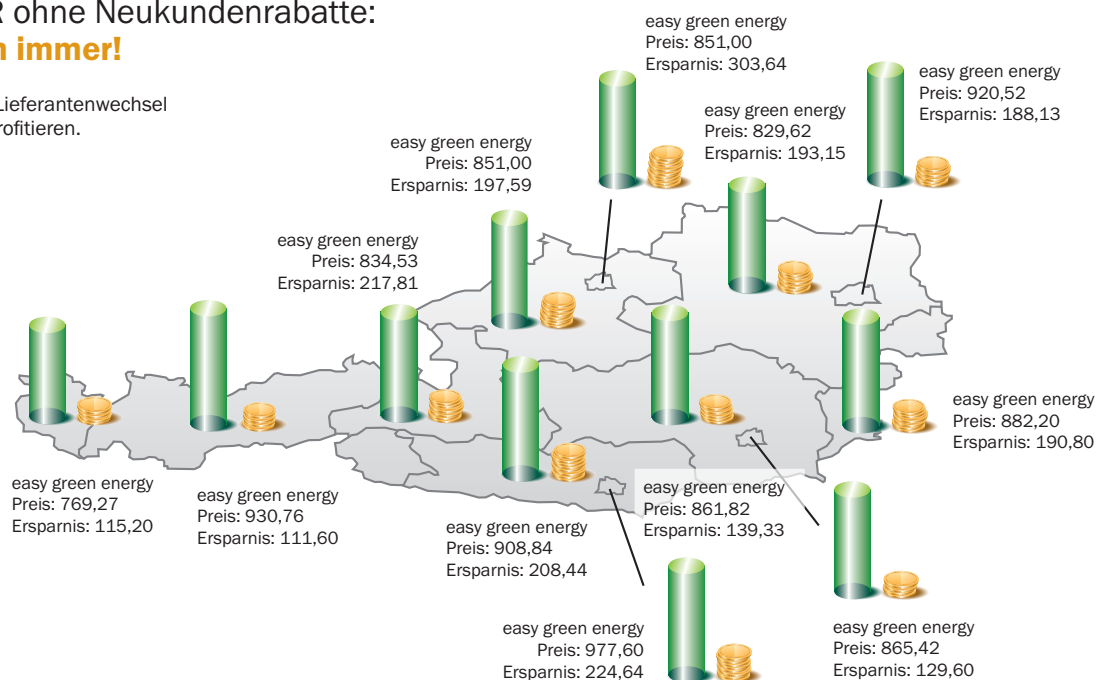 R ohne Neukundenrabatte:
n immer!
Lieferantenwechsel
rofitieren.
easy green energy
Preis: 851,00
Ersparnis: 303,64
easy green energy
Preis: 920,52
Ersparnis: 188,13
easy green energy
Preis: 829,62
Ersparnis: 193,15
easy green energy
Preis: 851,00
Ersparnis: 197,59
easy green energy
Preis: 834,53
Ersparnis: 217,81
easy green energy
Preis: 882,20
Ersparnis: 190,80
easy green energy
Preis: 769,27
Ersparnis: 115,20
easy green energy
Preis: 930,76
Ersparnis: 111,60
easy green energy
Preis: 861,82
Ersparnis: 139,33
easy green energy
Preis: 908,84
Ersparnis: 208,44
easy green energy
Preis: 977,60
Ersparnis: 224,64
easy green energy
Preis: 865,42
Ersparnis: 129,60